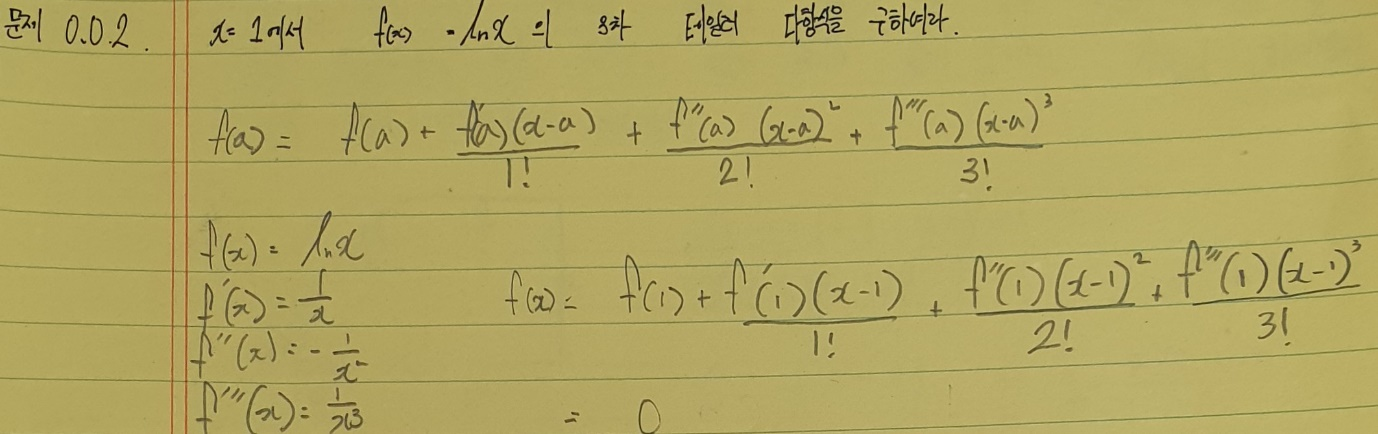 문제 0.0.2. x= 1에서 f(x) = lnx 의 3차 테일러 다항식을 구하여라.
f(a) = f(a) + f'(a)(x-a)/1! + f''(a) (x-a)²/2! + f'''(a) (x-a)³/3!
f(x) = lnx
f'(x) = 1/x
f(x) = f(1) + f'(1)(x-1)/1! + f''(1)(x-1)²/2! + f'''(1)(x-1)³/3!
f''(x) = - 1/x²
f'''(x) = 1/x³ = 0